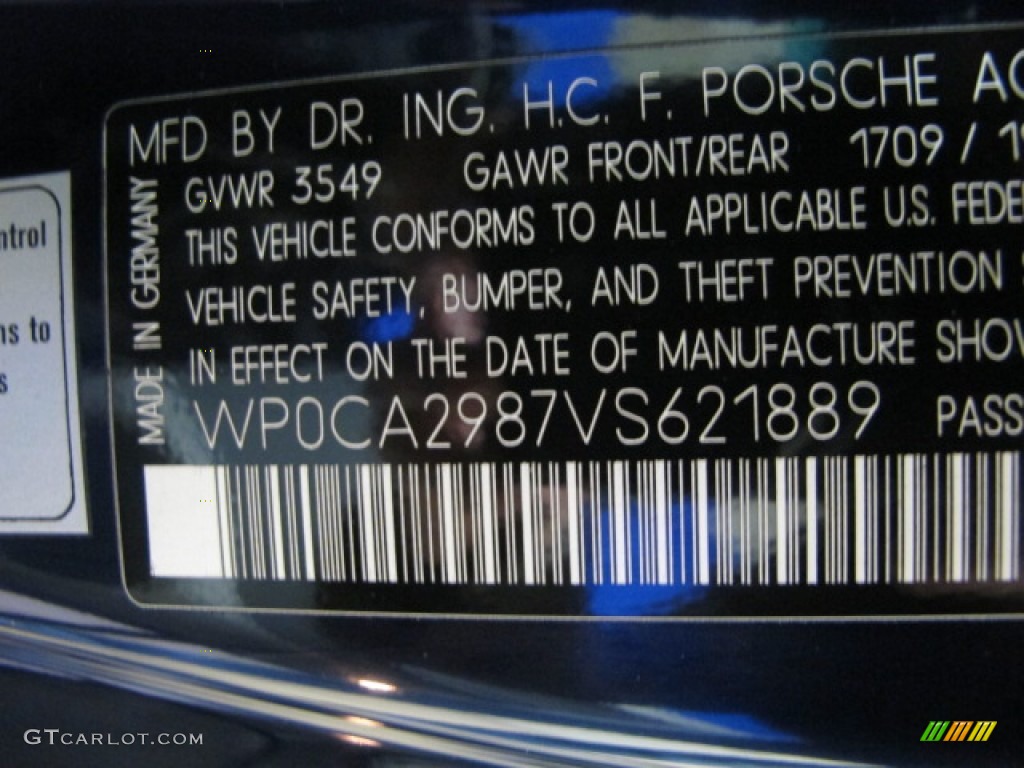 MFD BY DR. ING. H.C. F. PORSCHE AG
GVWR 3549 GAWR FRONT/REAR 1709 / 19
THIS VEHICLE CONFORMS TO ALL APPLICABLE U.S. FEDE
VEHICLE SAFETY, BUMPER, AND THEFT PREVENTION
IN EFFECT ON THE DATE OF MANUFACTURE SHOW
WP0CA2987VS621889 PASS
MADE IN GERMANY
ntrol
ns to
s
GTCARLOT.COM